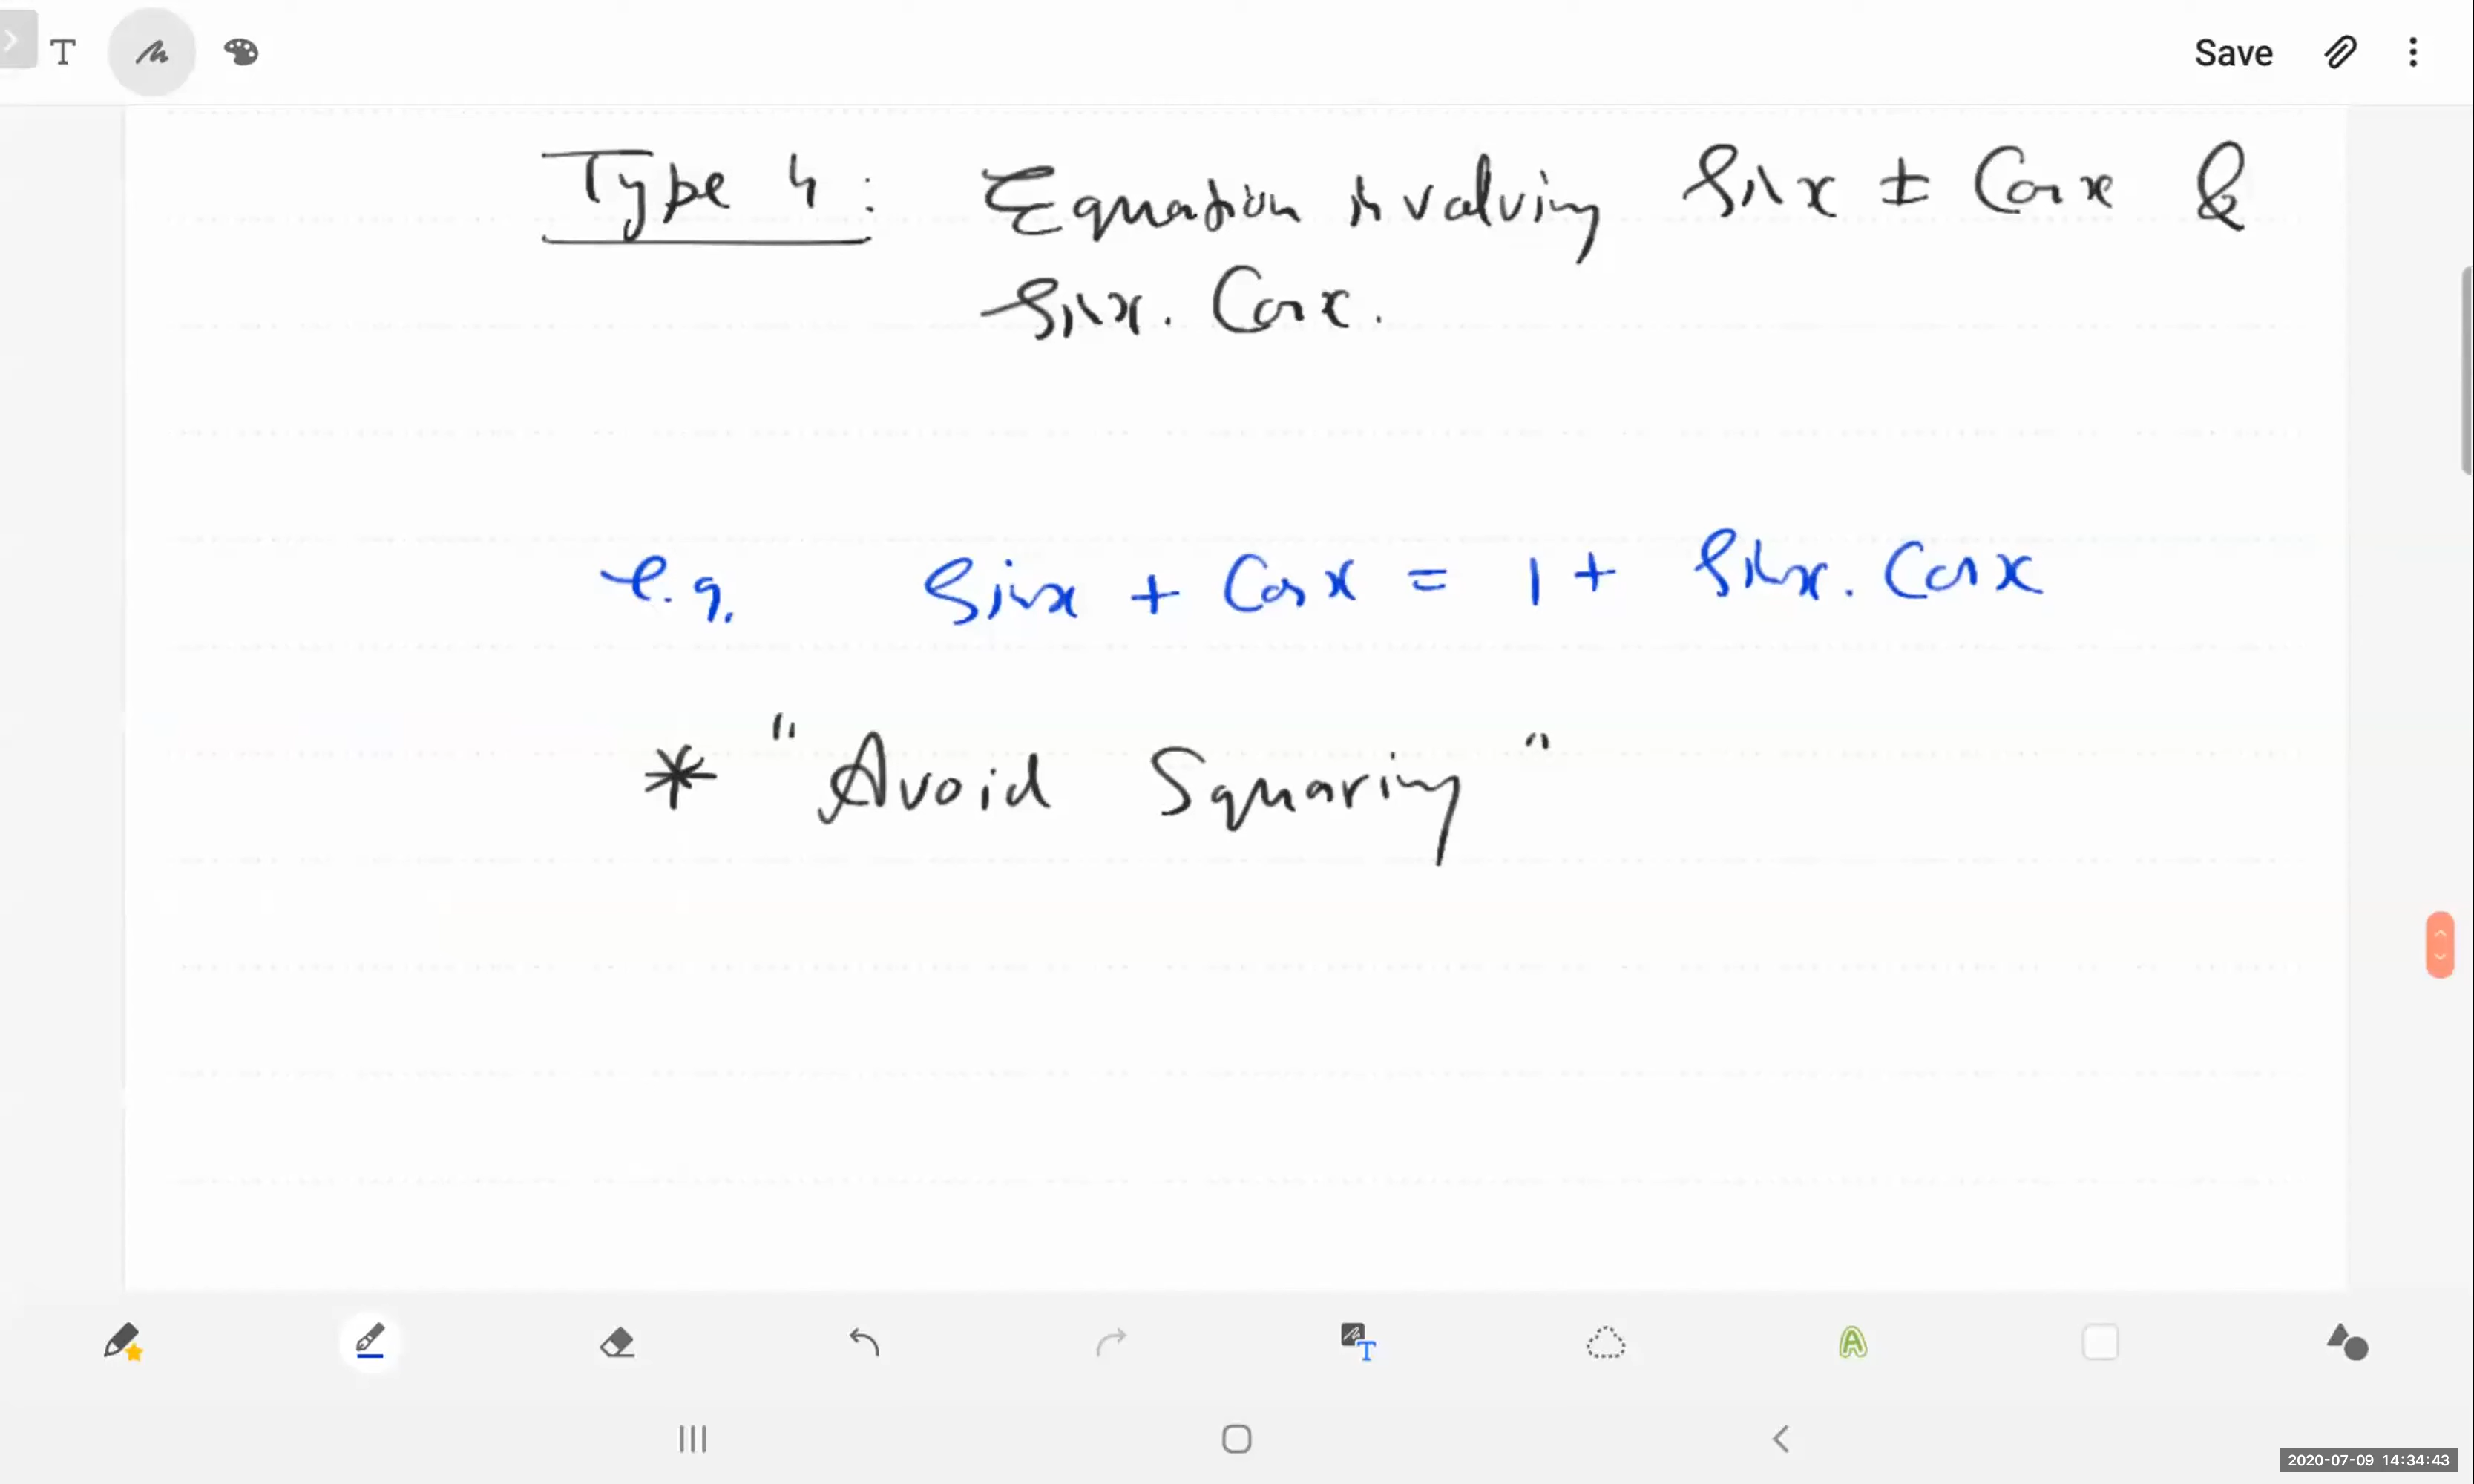 T Save
Type 4: Equation involving Sinx ± Cosx &
Sinx. Cosx.
e.g. Sinx + Cosx = 1 + Sinx. Cosx
* "Avoid Squaring"
T A
2020-07-09 14:34:43